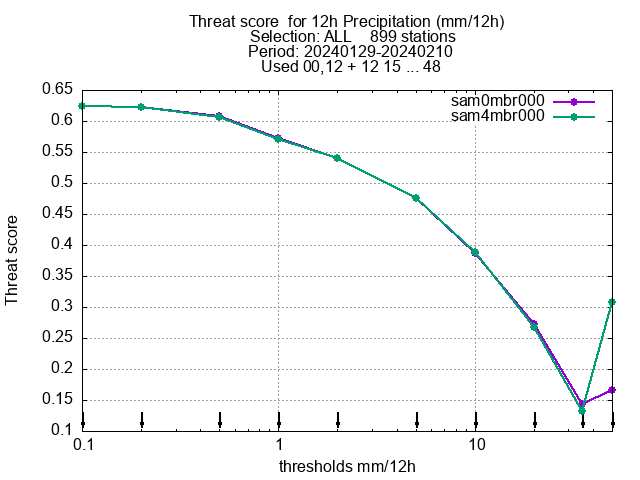 Threat score  for 12h Precipitation (mm/12h)
Selection: ALL    899 stations
Period: 20240129-20240210
Used 00,12 + 12 15 ... 48
sam0mbr000
sam4mbr000
0.65
0.6
0.55
0.5
0.45
0.4
0.35
0.3
0.25
0.2
0.15
0.1
Threat score
0.1 1 10
thresholds mm/12h